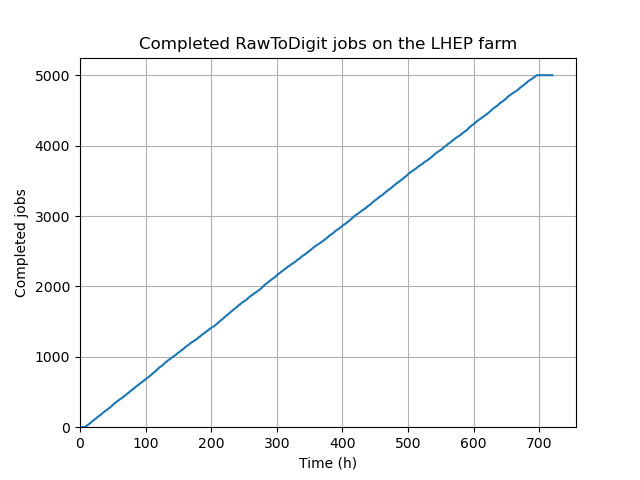 Completed RawToDigit jobs on the LHEP farm
5000
4000
3000
2000
1000
0
Completed jobs
0 100 200 300 400 500 600 700
Time (h)